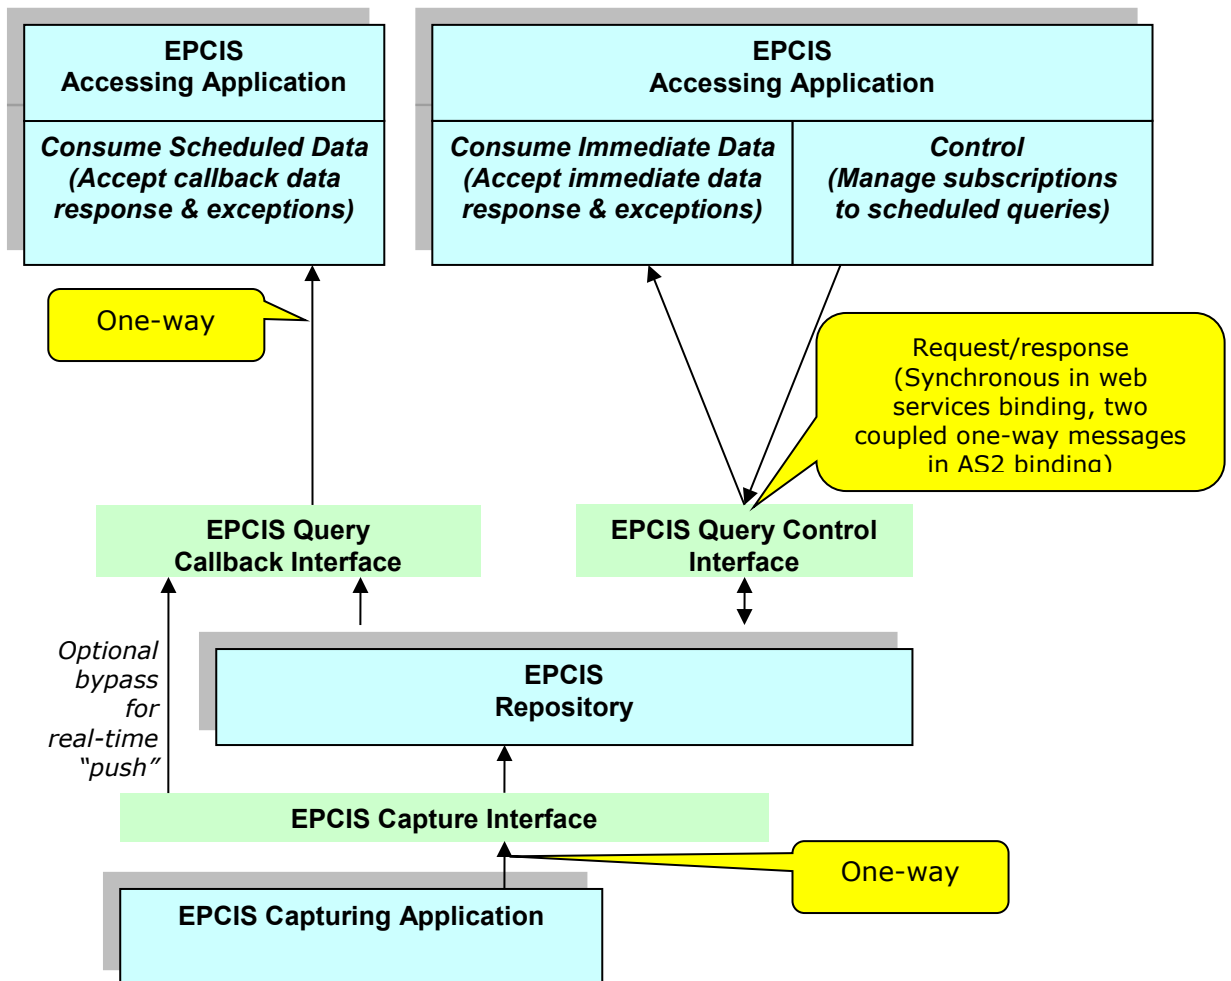 EPCIS
Accessing Application
Consume Scheduled Data
(Accept callback data
response & exceptions)
EPCIS
Accessing Application
Consume Immediate Data
(Accept immediate data
response & exceptions)
Control
(Manage subscriptions
to scheduled queries)
One-way
Request/response
(Synchronous in web
services binding, two
coupled one-way messages
in AS2 binding)
EPCIS Query
Callback Interface
EPCIS Query Control
Interface
Optional
bypass
for
real-time
“push”
EPCIS
Repository
EPCIS Capture Interface
One-way
EPCIS Capturing Application